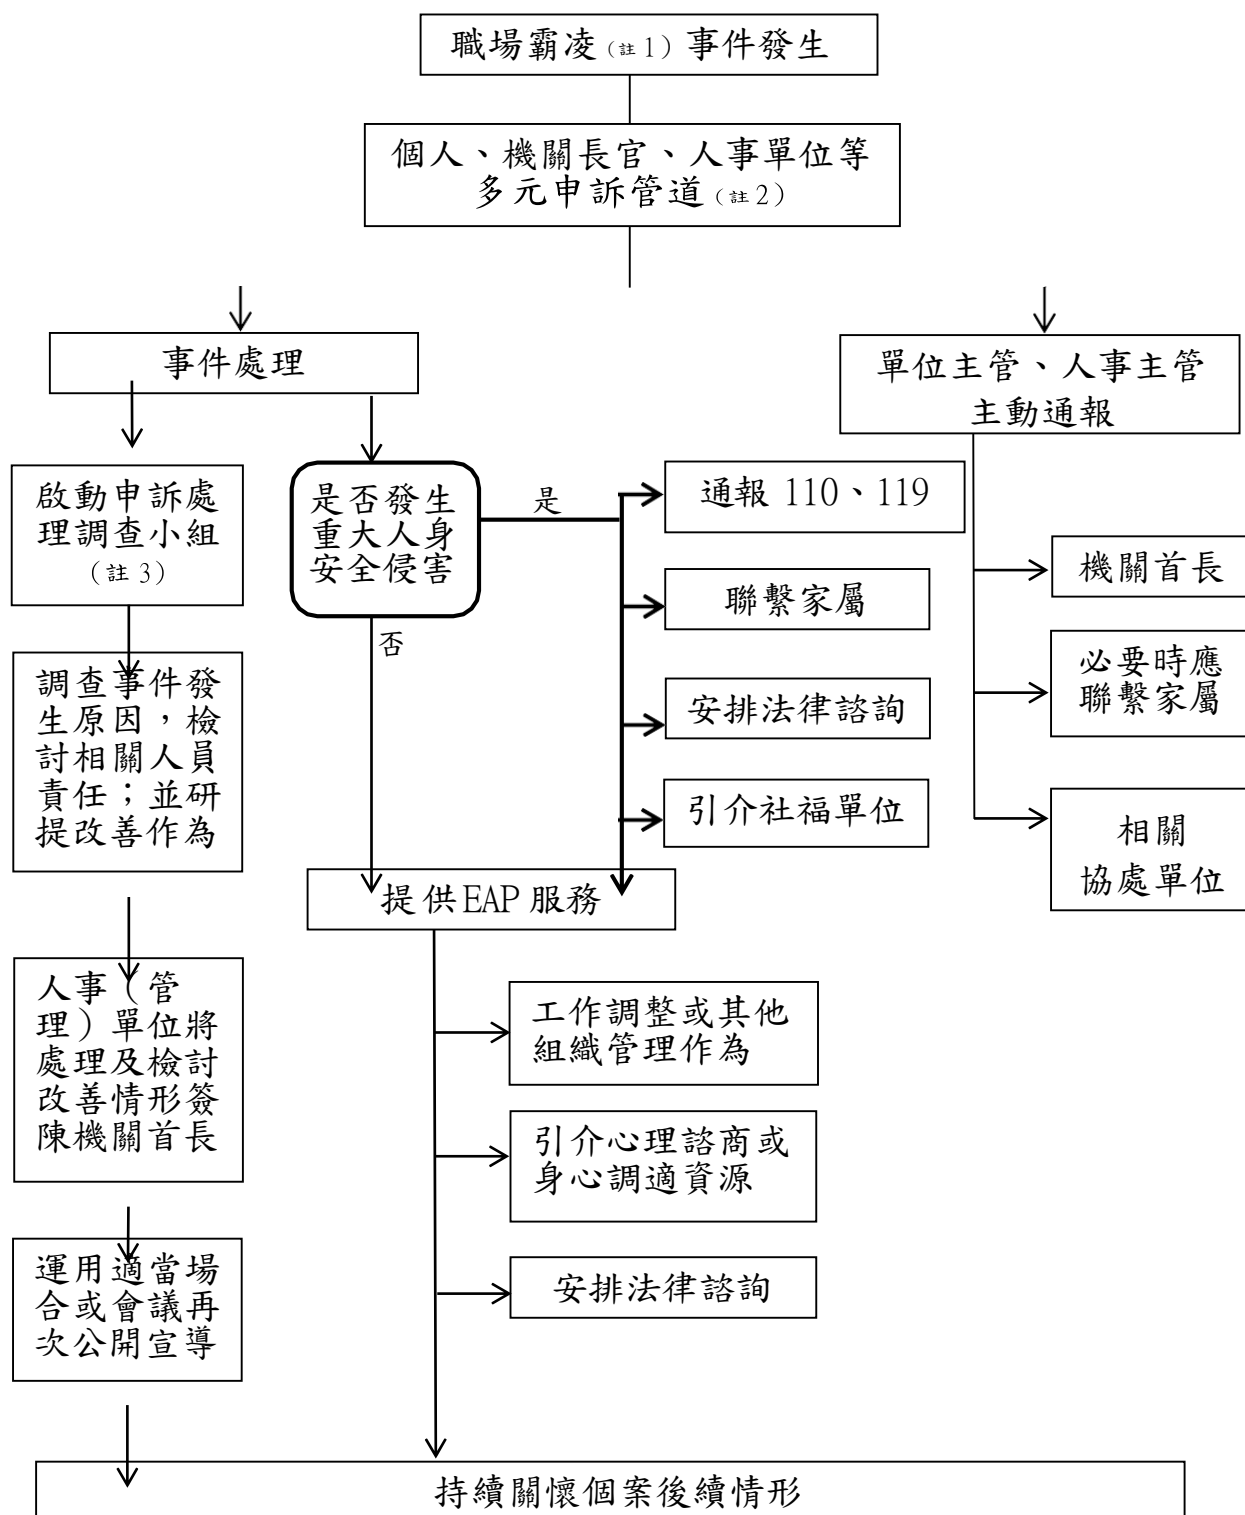 職場霸凌(註1)事件發生
個人、機關長官、人事單位等
多元申訴管道(註2)
事件處理
單位主管、人事主管
主動通報
啟動申訴處
理調查小組
(註3)
是否發生
重大人身
安全侵害
是
否
通報 110、119
聯繫家屬
安排法律諮詢
引介社福單位
機關首長
必要時應
聯繫家屬
相關
協處單位
調查事件發
生原因,檢
討相關人員
責任;並研
提改善作為
提供EAP服務
人事(管
理)單位將
處理及檢討
改善情形簽
陳機關首長
工作調整或其他
組織管理作為
引介心理諮商或
身心調適資源
安排法律諮詢
運用適當場
合或會議再
次公開宣導
持續關懷個案後續情形